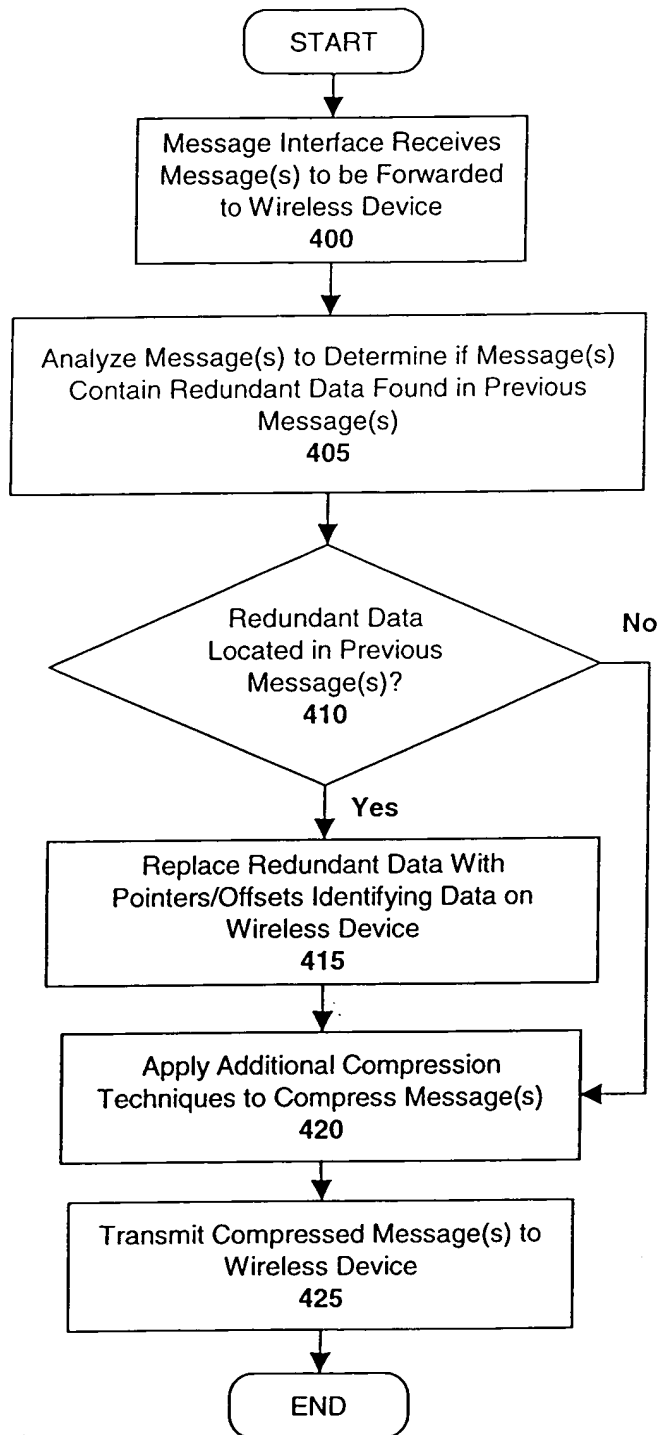 START
Message Interface Receives
Message(s) to be Forwarded
to Wireless Device
400
Analyze Message(s) to Determine if Message(s)
Contain Redundant Data Found in Previous
Message(s)
405
Redundant Data
Located in Previous
Message(s)?
410
No
Yes
Replace Redundant Data With
Pointers/Offsets Identifying Data on
Wireless Device
415
Apply Additional Compression
Techniques to Compress Message(s)
420
Transmit Compressed Message(s) to
Wireless Device
425
END